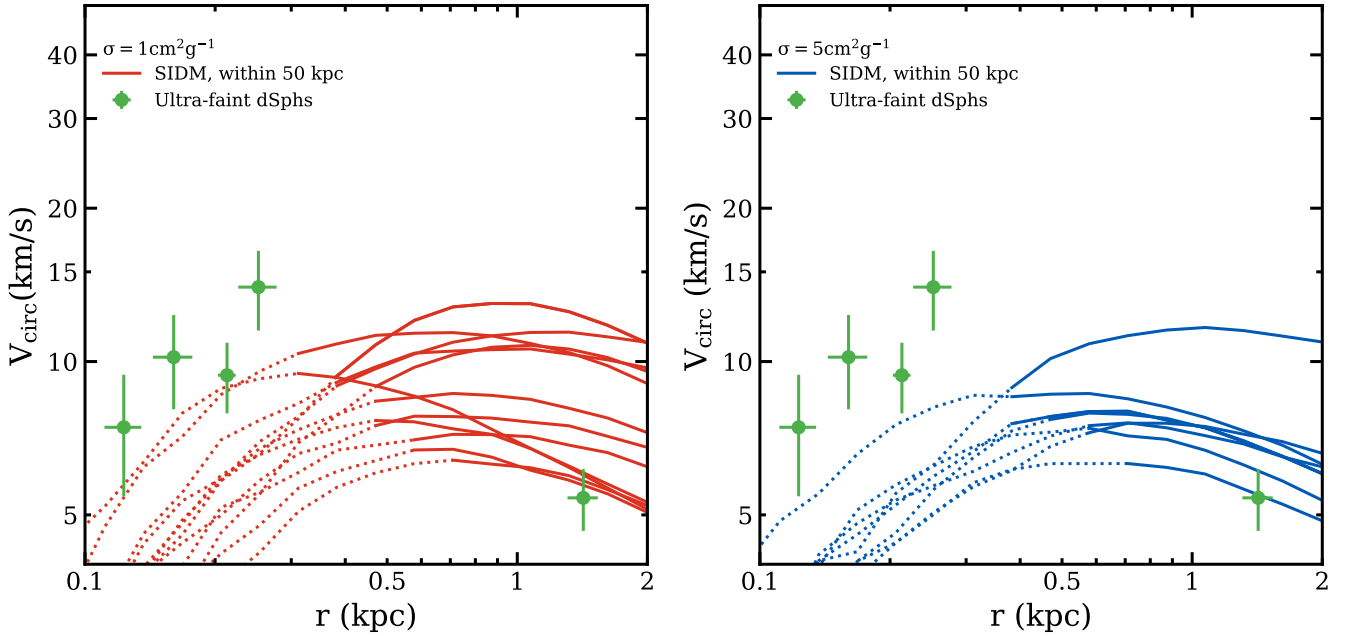 σ = 1cm²g⁻¹
SIDM, within 50 kpc
Ultra-faint dSphs
V_circ(km/s)
40
30
20
15
10
5
0.1
0.5
1
2
r (kpc)
σ = 5cm²g⁻¹
SIDM, within 50 kpc
Ultra-faint dSphs
V_circ (km/s)
40
30
20
15
10
5
0.1
0.5
1
2
r (kpc)